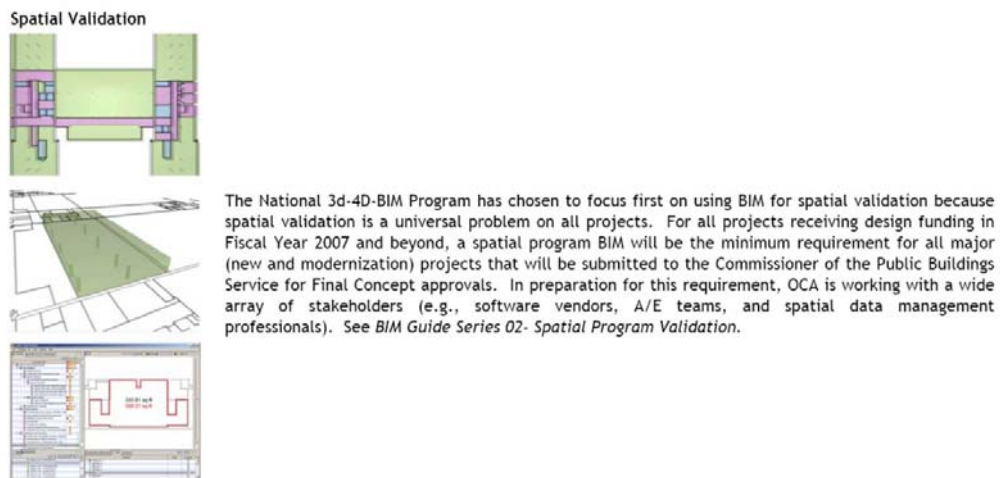 Spatial Validation
The National 3d-4D-BIM Program has chosen to focus first on using BIM for spatial validation because
spatial validation is a universal problem on all projects. For all projects receiving design funding in
Fiscal Year 2007 and beyond, a spatial program BIM will be the minimum requirement for all major
(new and modernization) projects that will be submitted to the Commissioner of the Public Buildings
Service for Final Concept approvals. In preparation for this requirement, OCA is working with a wide
array of stakeholders (e.g., software vendors, A/E teams, and spatial data management
professionals). See BIM Guide Series 02- Spatial Program Validation.